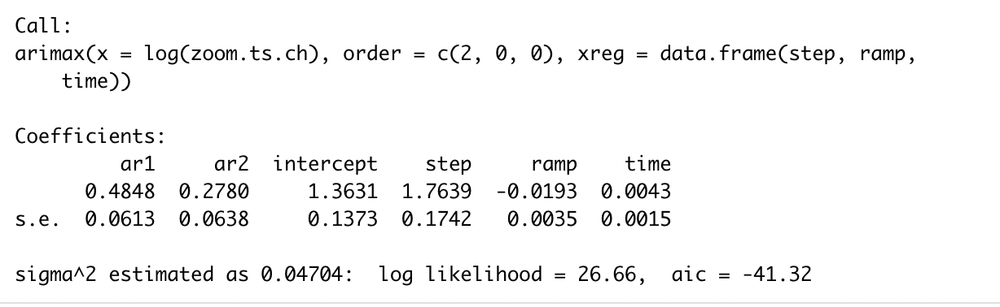 Call:
arimax(x = log(zoom.ts.ch), order = c(2, 0, 0), xreg = data.frame(step, ramp,
    time))
Coefficients:
         ar1     ar2  intercept    step     ramp    time
      0.4848  0.2780     1.3631  1.7639  -0.0193  0.0043
s.e.  0.0613  0.0638     0.1373  0.1742   0.0035  0.0015
sigma^2 estimated as 0.04704:  log likelihood = 26.66,  aic = -41.32